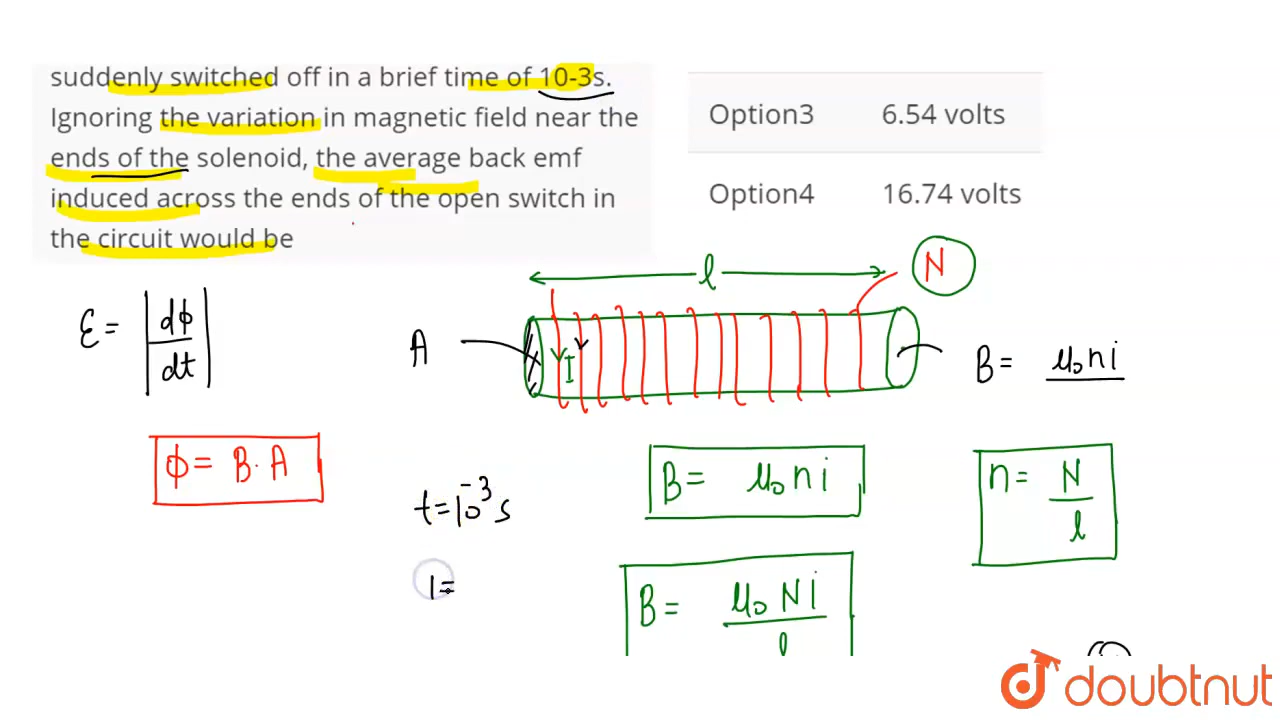 suddenly switched off in a brief time of 10-3s.
Ignoring the variation in magnetic field near the
ends of the solenoid, the average back emf
induced across the ends of the open switch in
the circuit would be
Option3 6.54 volts
Option4 16.74 volts
l
N
ε = |dϕ/dt|
A
I
B = μ₀ni
ϕ = B·A
B = μ₀ni
n = N/l
t = 10⁻³s
l =
B = μ₀Ni/l
doubtnut